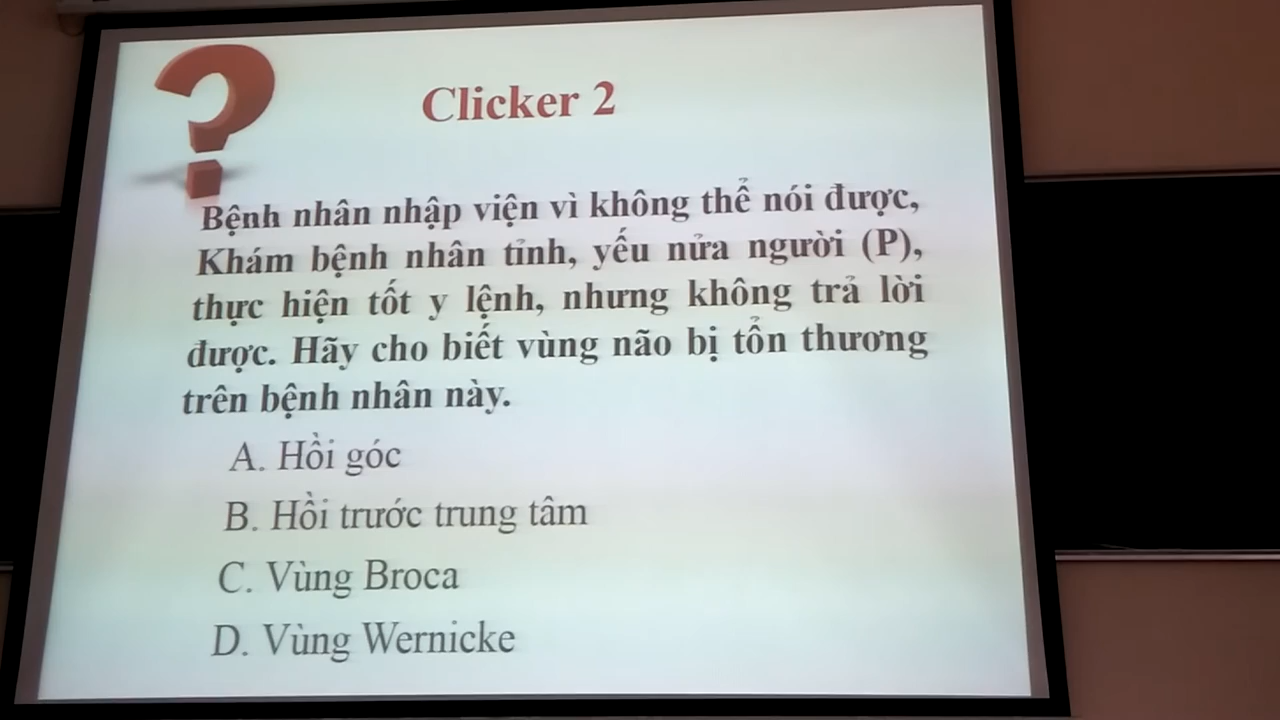 Clicker 2
Bệnh nhân nhập viện vì không thể nói được,
Khám bệnh nhân tỉnh, yếu nửa người (P),
thực hiện tốt y lệnh, nhưng không trả lời
được. Hãy cho biết vùng não bị tổn thương
trên bệnh nhân này.
A. Hồi góc
B. Hồi trước trung tâm
C. Vùng Broca
D. Vùng Wernicke